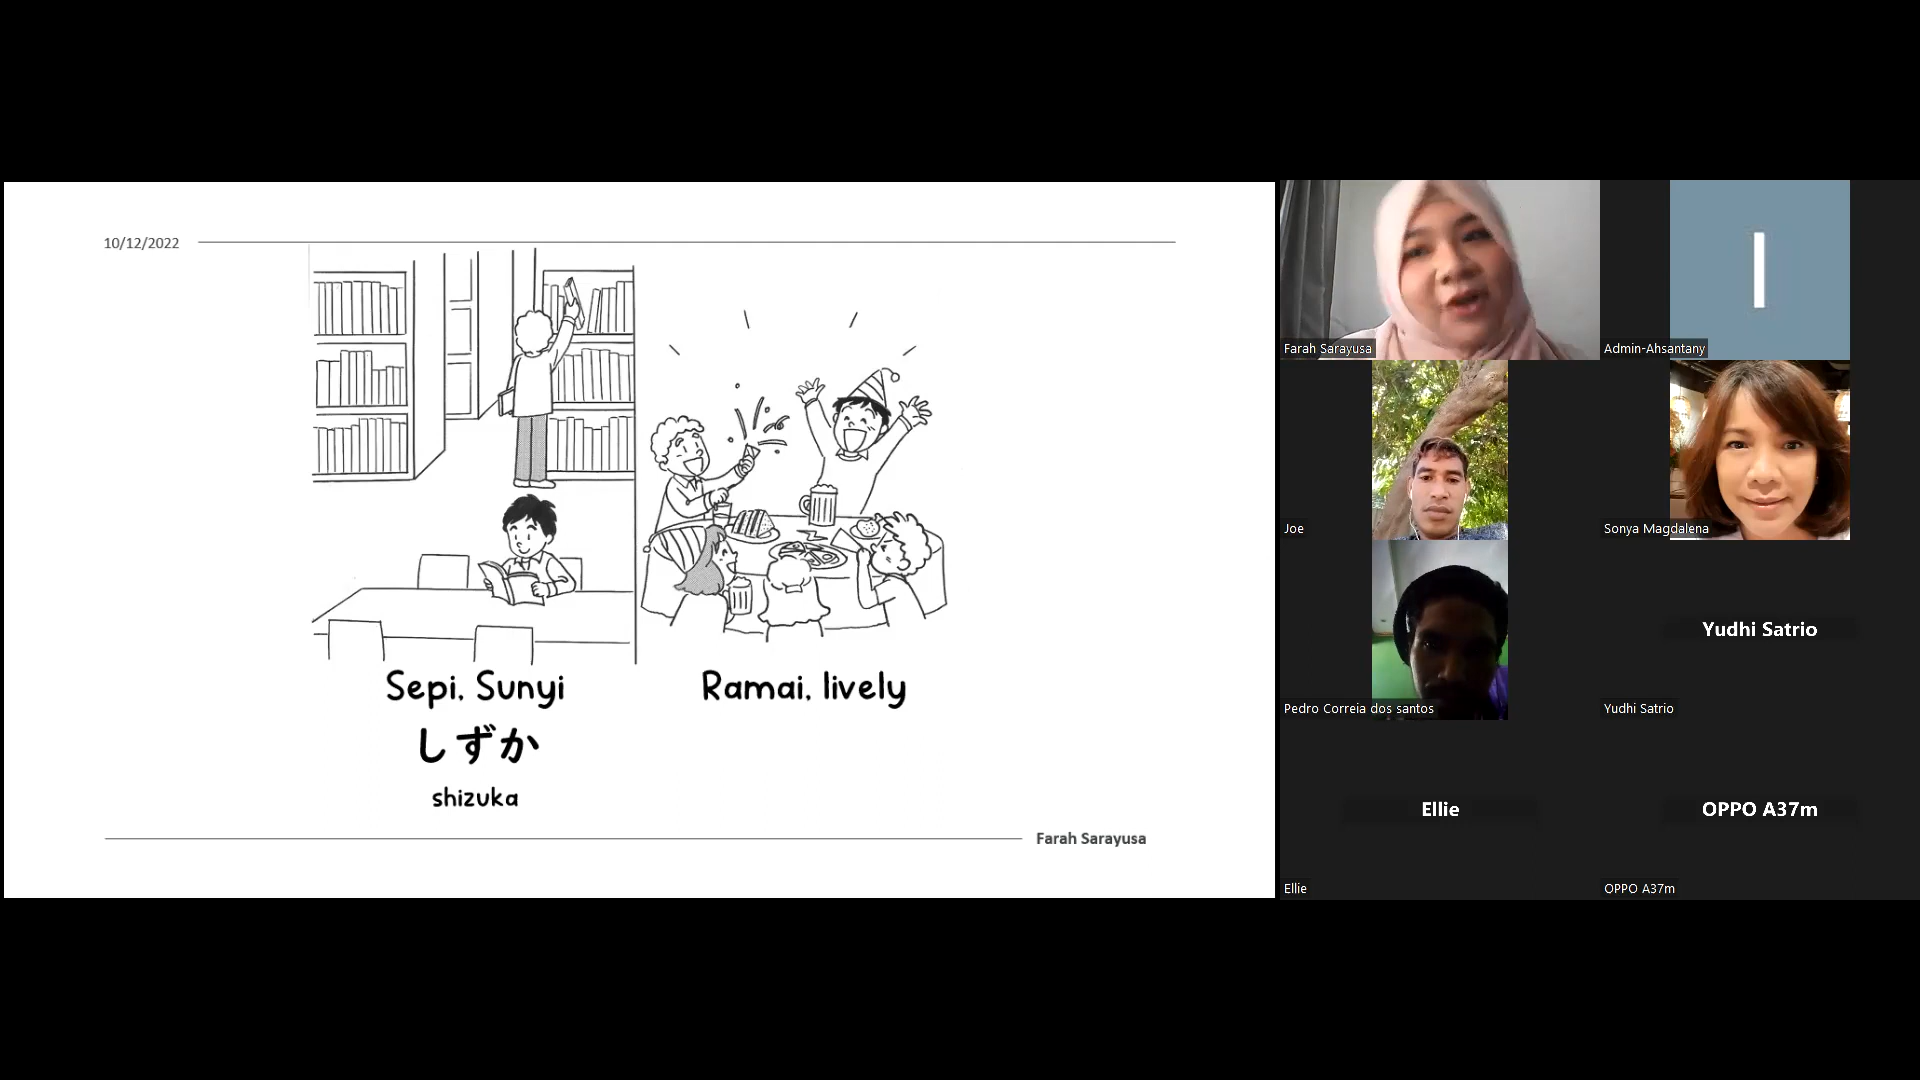 10/12/2022
Sepi, Sunyi
しずか
shizuka
Ramai, lively
Farah Sarayusa
Farah Sarayusa
I
Admin-Ahsantany
Joe
Sonya Magdalena
Pedro Correia dos santos
Yudhi Satrio
Yudhi Satrio
Ellie
Ellie
OPPO A37m
OPPO A37m